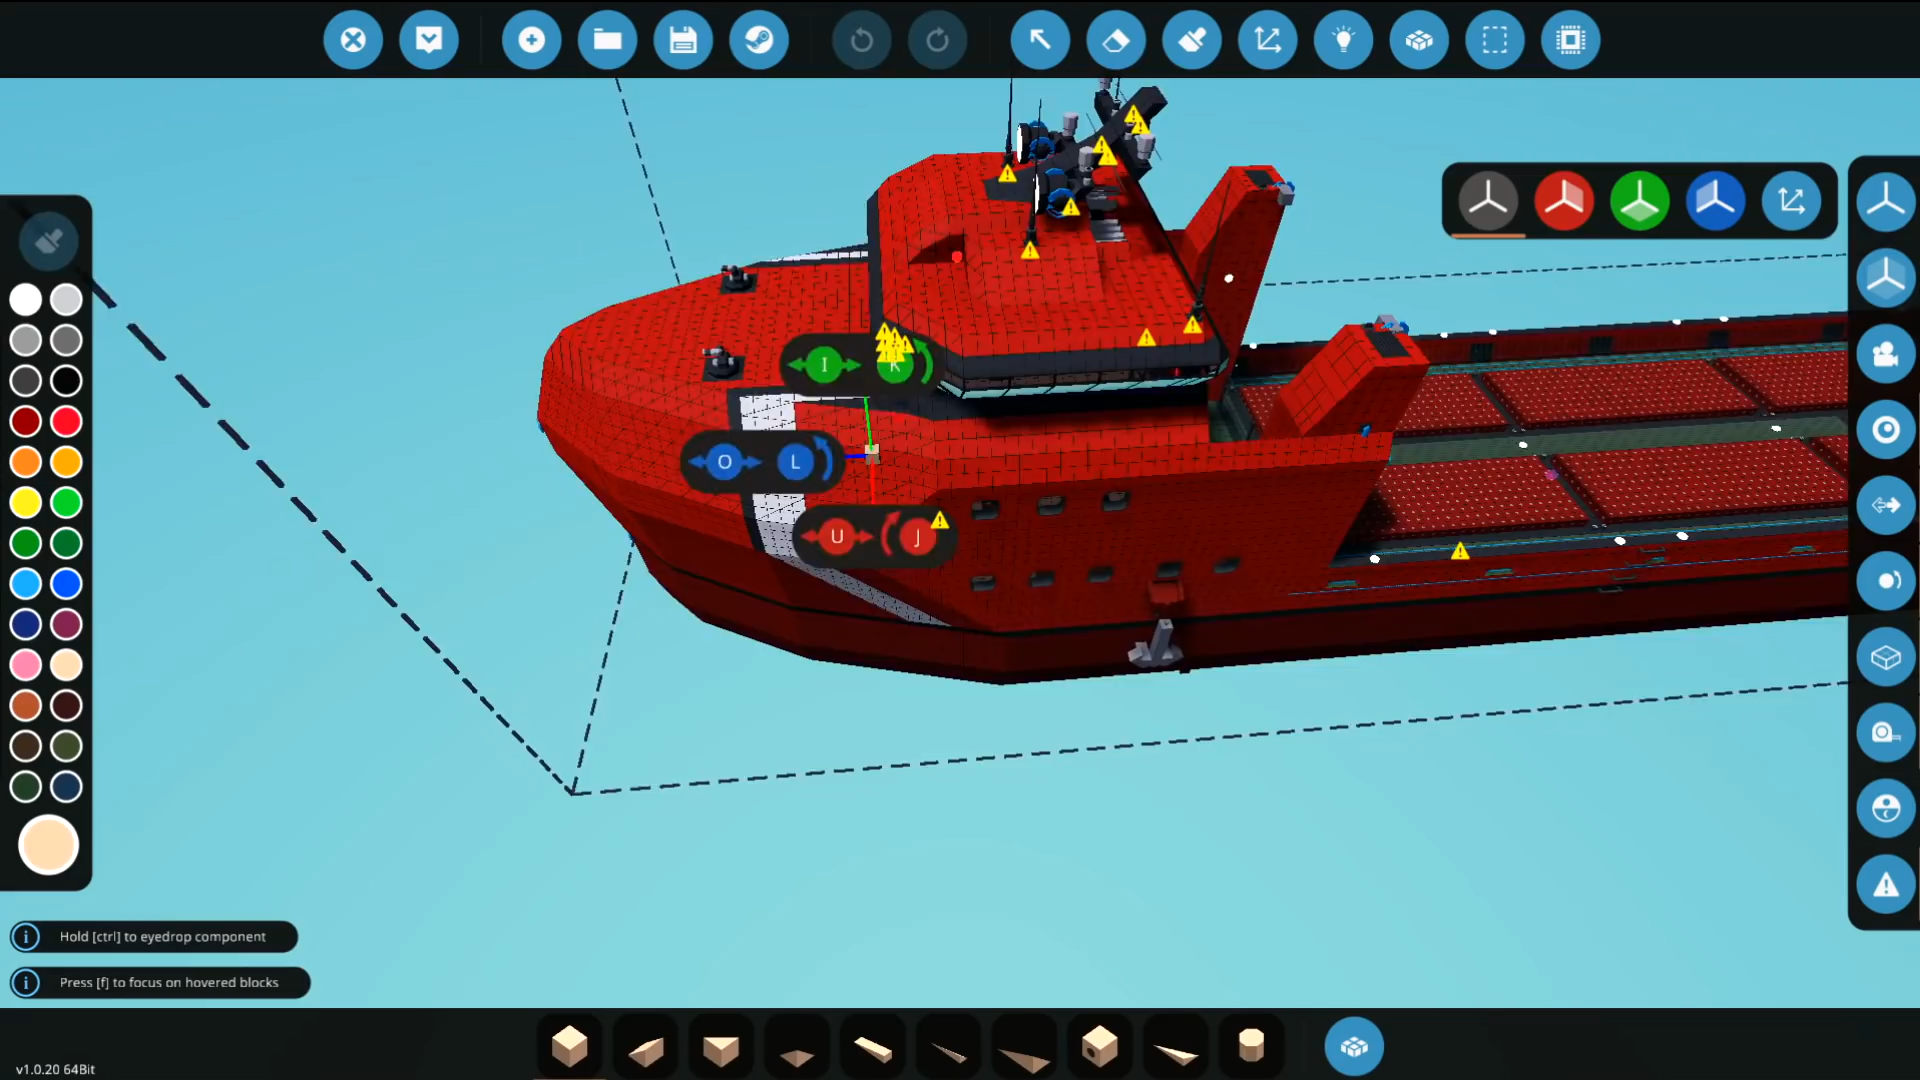 I
K
O
L
U
J
Hold [ctrl] to eyedrop component
Press [f] to focus on hovered blocks
v1.0.20 64Bit